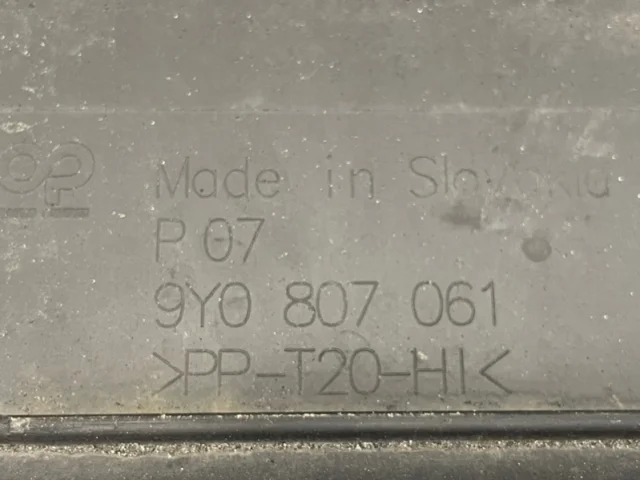 Made in Slovakia
P 07
9Y0 807 061
>PP-T20-HI<